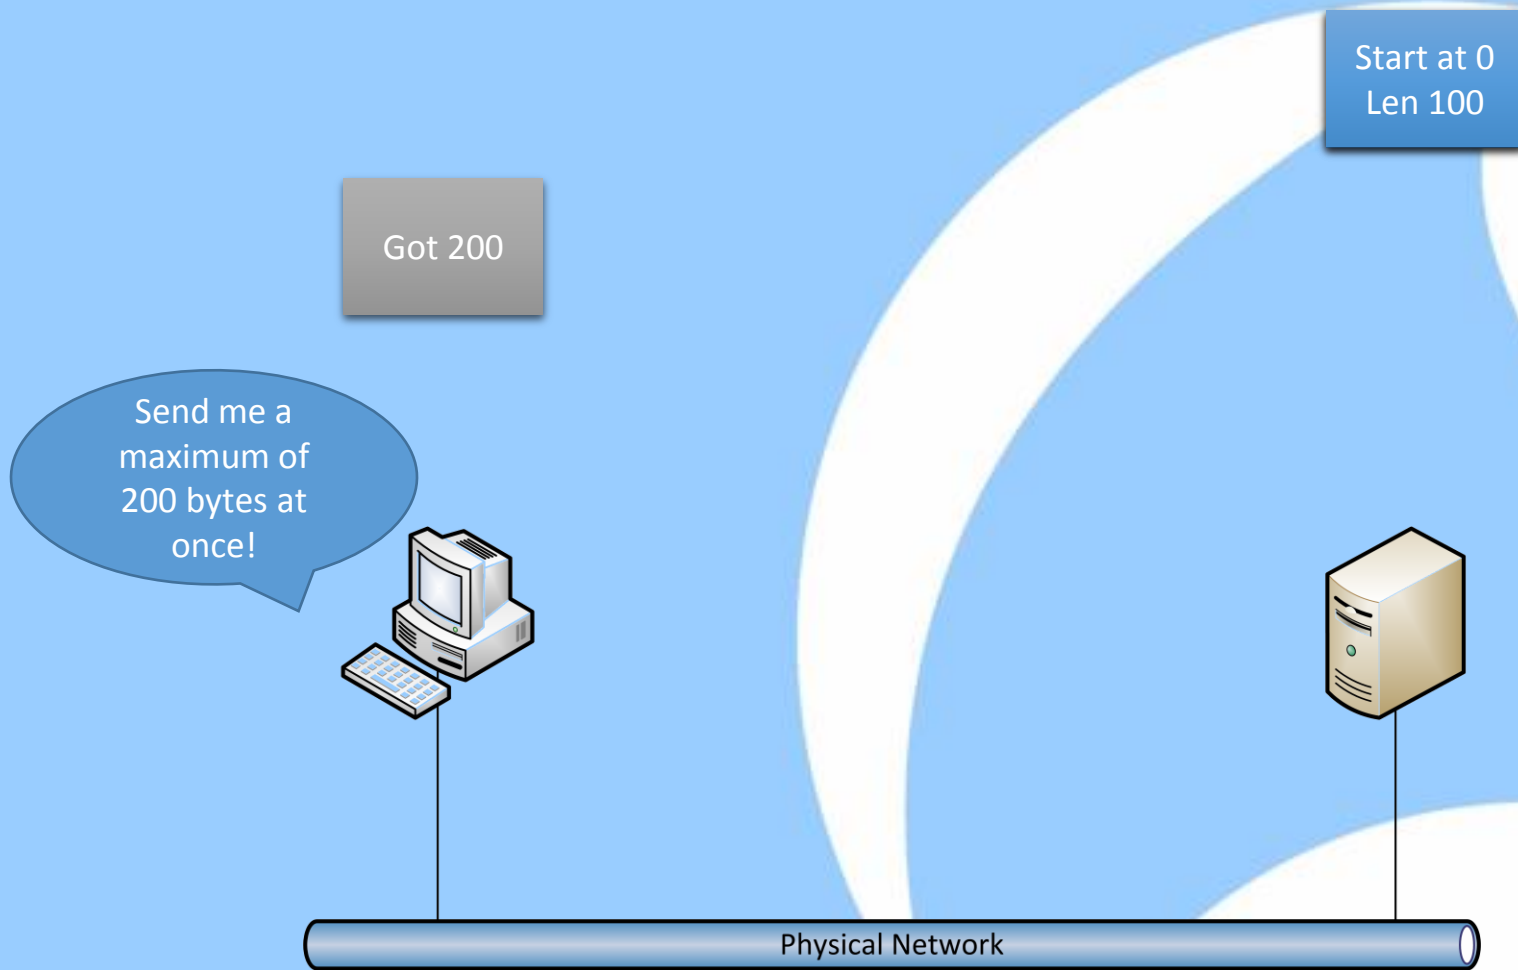 Start at 0
Len 100
Got 200
Send me a
maximum of
200 bytes at
once!
Physical Network